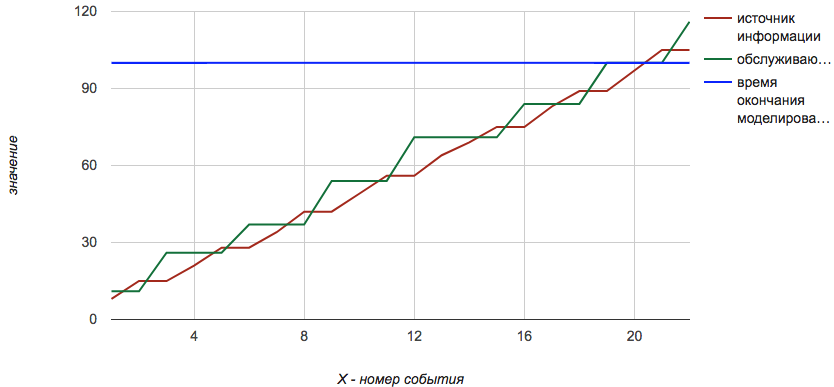 120
90
60
30
0
4
8
12
16
20
значение
X - номер события
источник
информации
обслуживаю…
время
окончания
моделирова…